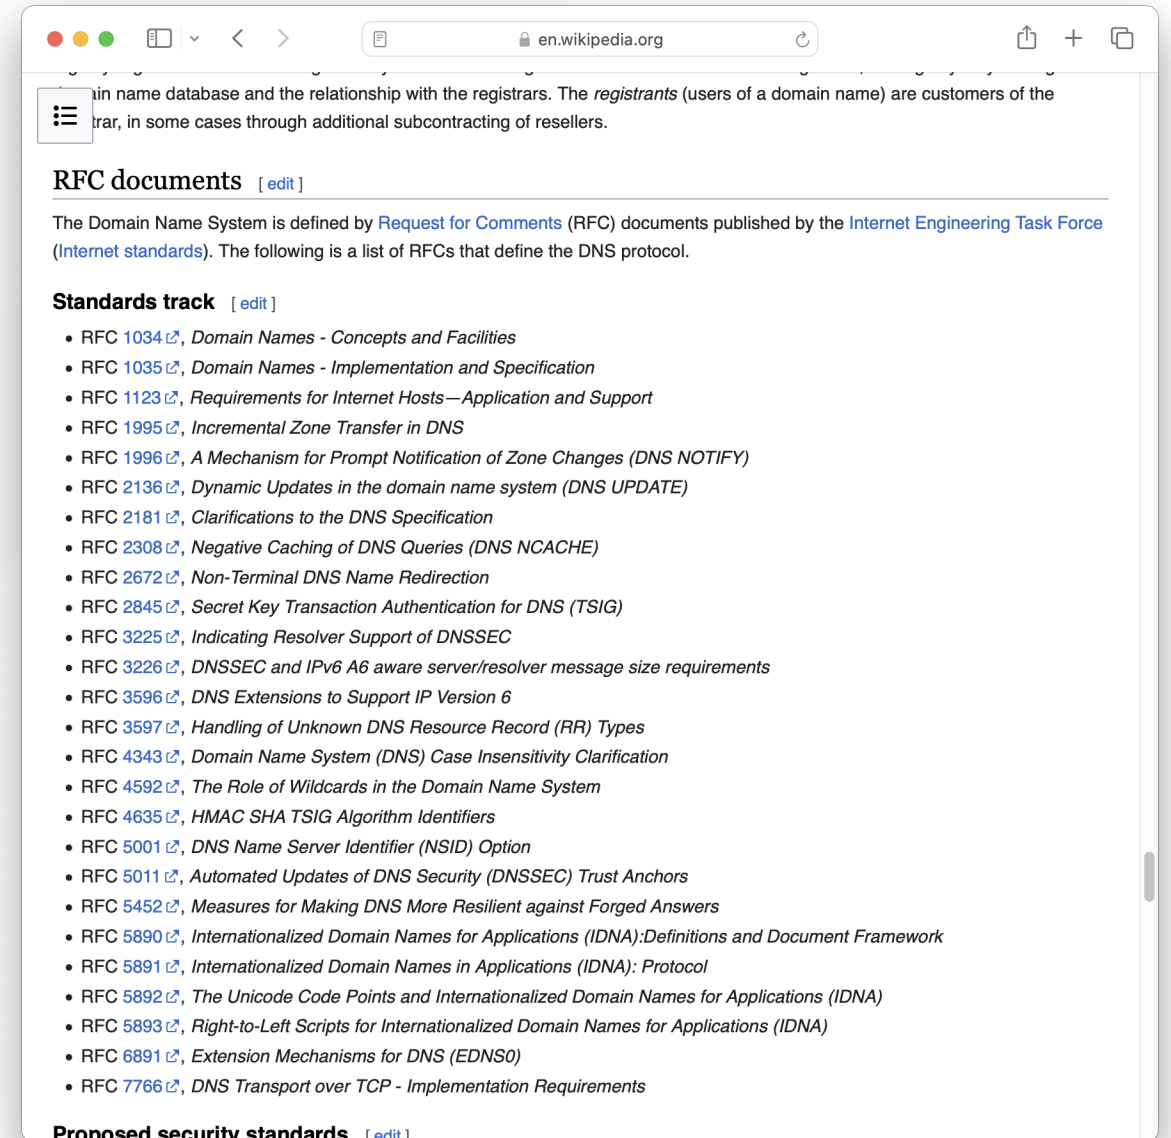 en.wikipedia.org
ain name database and the relationship with the registrars. The registrants (users of a domain name) are customers of the
trar, in some cases through additional subcontracting of resellers.
RFC documents [ edit ]
The Domain Name System is defined by Request for Comments (RFC) documents published by the Internet Engineering Task Force
(Internet standards). The following is a list of RFCs that define the DNS protocol.
Standards track [ edit ]
• RFC 1034, Domain Names - Concepts and Facilities
• RFC 1035, Domain Names - Implementation and Specification
• RFC 1123, Requirements for Internet Hosts—Application and Support
• RFC 1995, Incremental Zone Transfer in DNS
• RFC 1996, A Mechanism for Prompt Notification of Zone Changes (DNS NOTIFY)
• RFC 2136, Dynamic Updates in the domain name system (DNS UPDATE)
• RFC 2181, Clarifications to the DNS Specification
• RFC 2308, Negative Caching of DNS Queries (DNS NCACHE)
• RFC 2672, Non-Terminal DNS Name Redirection
• RFC 2845, Secret Key Transaction Authentication for DNS (TSIG)
• RFC 3225, Indicating Resolver Support of DNSSEC
• RFC 3226, DNSSEC and IPv6 A6 aware server/resolver message size requirements
• RFC 3596, DNS Extensions to Support IP Version 6
• RFC 3597, Handling of Unknown DNS Resource Record (RR) Types
• RFC 4343, Domain Name System (DNS) Case Insensitivity Clarification
• RFC 4592, The Role of Wildcards in the Domain Name System
• RFC 4635, HMAC SHA TSIG Algorithm Identifiers
• RFC 5001, DNS Name Server Identifier (NSID) Option
• RFC 5011, Automated Updates of DNS Security (DNSSEC) Trust Anchors
• RFC 5452, Measures for Making DNS More Resilient against Forged Answers
• RFC 5890, Internationalized Domain Names for Applications (IDNA):Definitions and Document Framework
• RFC 5891, Internationalized Domain Names in Applications (IDNA): Protocol
• RFC 5892, The Unicode Code Points and Internationalized Domain Names for Applications (IDNA)
• RFC 5893, Right-to-Left Scripts for Internationalized Domain Names for Applications (IDNA)
• RFC 6891, Extension Mechanisms for DNS (EDNS0)
• RFC 7766, DNS Transport over TCP - Implementation Requirements
Proposed security standards [ edit ]